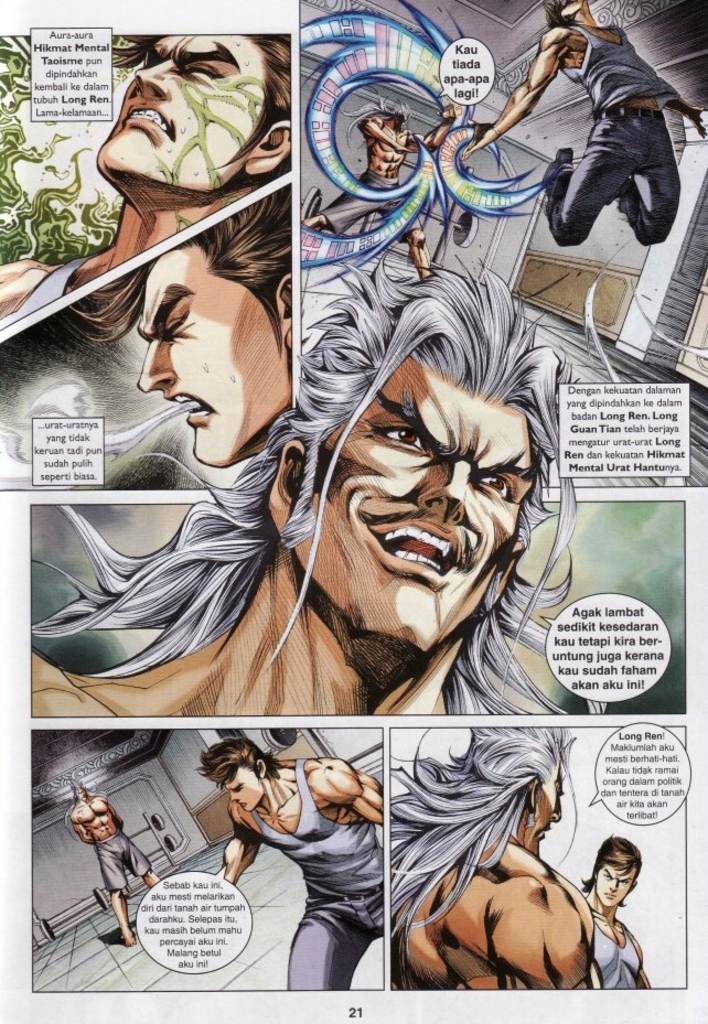 Aura-aura
Hikmat Mental
Taoisme pun
dipindahkan
kembali ke dalam
tubuh Long Ren.
Lama-kelamaan...
Kau
tiada
apa-apa
lagi!
...urat-uratnya
yang tidak
keruan tadi pun
sudah pulih
seperti biasa.
Dengan kekuatan dalaman
yang dipindahkan ke dalam
badan Long Ren. Long
Guan Tian telah berjaya
mengatur urat-urat Long
Ren dan kekuatan Hikmat
Mental Urat Hantunya.
Agak lambat
sedikit kesedaran
kau tetapi kira ber-
untung juga kerana
kau sudah faham
akan aku ini!
Sebab kau ini,
aku mesti melarikan
diri dari tanah air tumpah
darahku. Selepas itu,
kau masih belum mahu
percayai aku ini.
Malang betul
aku ini!
Long Ren!
Maklumlah aku
mesti berhati-hati.
Kalau tidak ramai
orang dalam politik
dan tentera di tanah
air kita akan
terlibat!
21